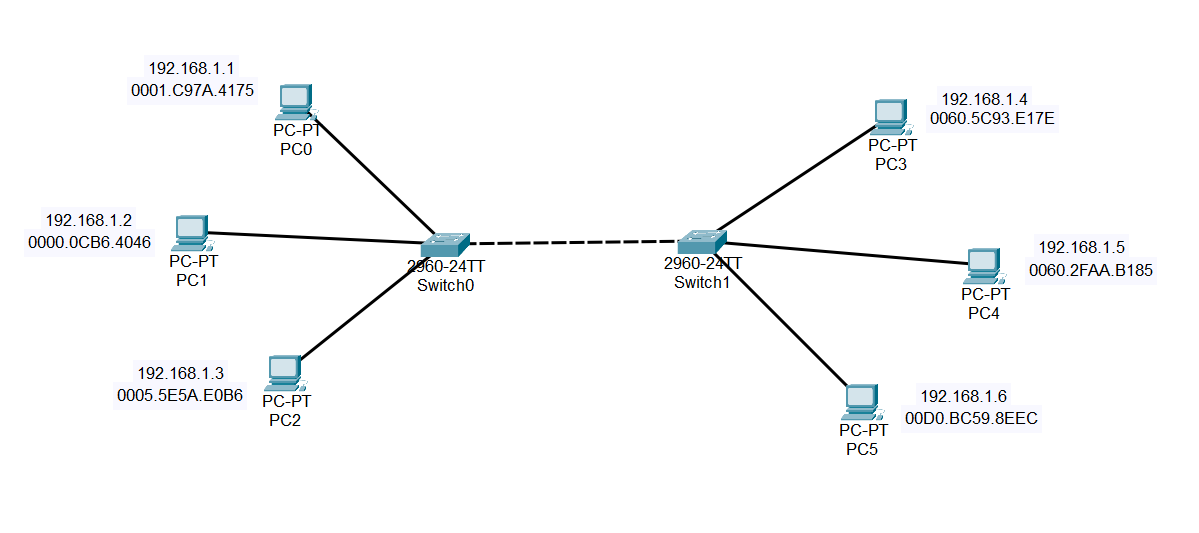 192.168.1.1
0001.C97A.4175
PC-PT
PC0
192.168.1.2
0000.0CB6.4046
PC-PT
PC1
192.168.1.3
0005.5E5A.E0B6
PC-PT
PC2
2960-24TT
Switch0
2960-24TT
Switch1
192.168.1.4
0060.5C93.E17E
PC-PT
PC3
192.168.1.5
0060.2FAA.B185
PC-PT
PC4
192.168.1.6
00D0.BC59.8EEC
PC-PT
PC5